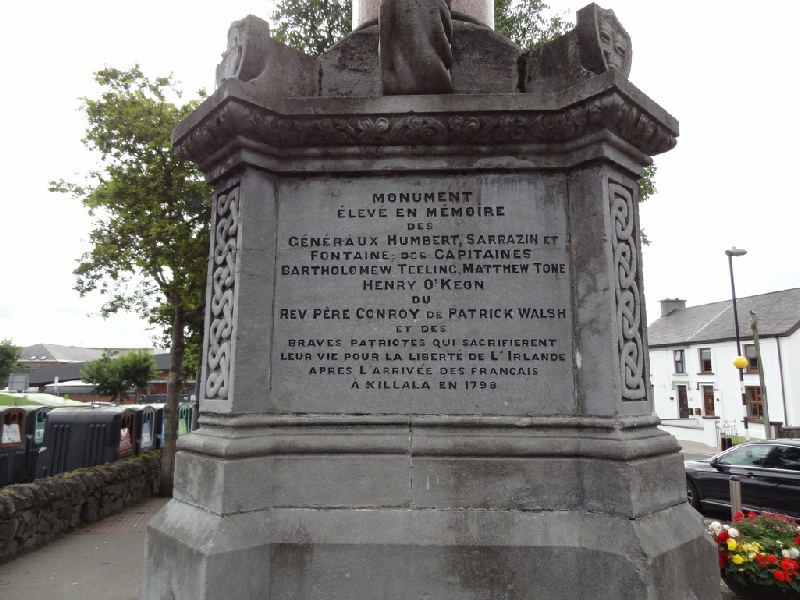 MONUMENT
ÉLEVÉ EN MÉMOIRE
DES
GÉNÉRAUX HUMBERT, SARRAZIN ET
FONTAINE; DES CAPITAINES
BARTHOLOMEW TEELING, MATTHEW TONE
HENRY O'KEON
DU
REV PÈRE CONROY DE PATRICK WALSH
ET DES
BRAVES PATRIOTES QUI SACRIFIERENT
LEUR VIE POUR LA LIBERTÉ DE L'IRLANDE
APRES L'ARRIVÉE DES FRANÇAIS
À KILLALA EN 1798